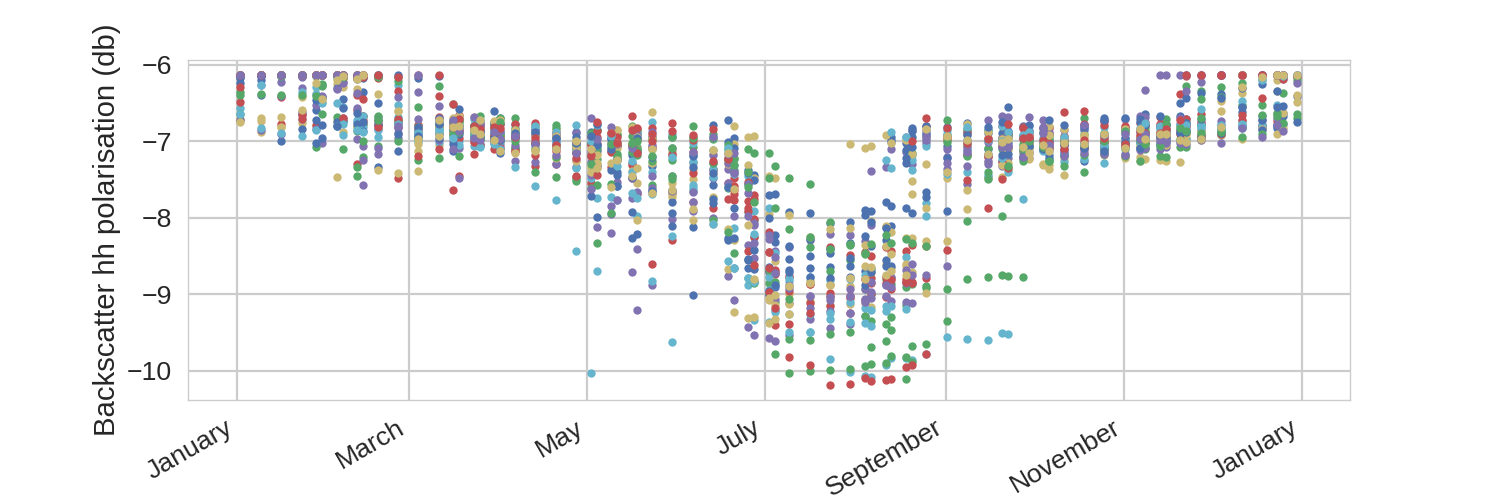 Backscatter hh polarisation (db)
−6
−7
−8
−9
−10
January
March
May
July
September
November
January